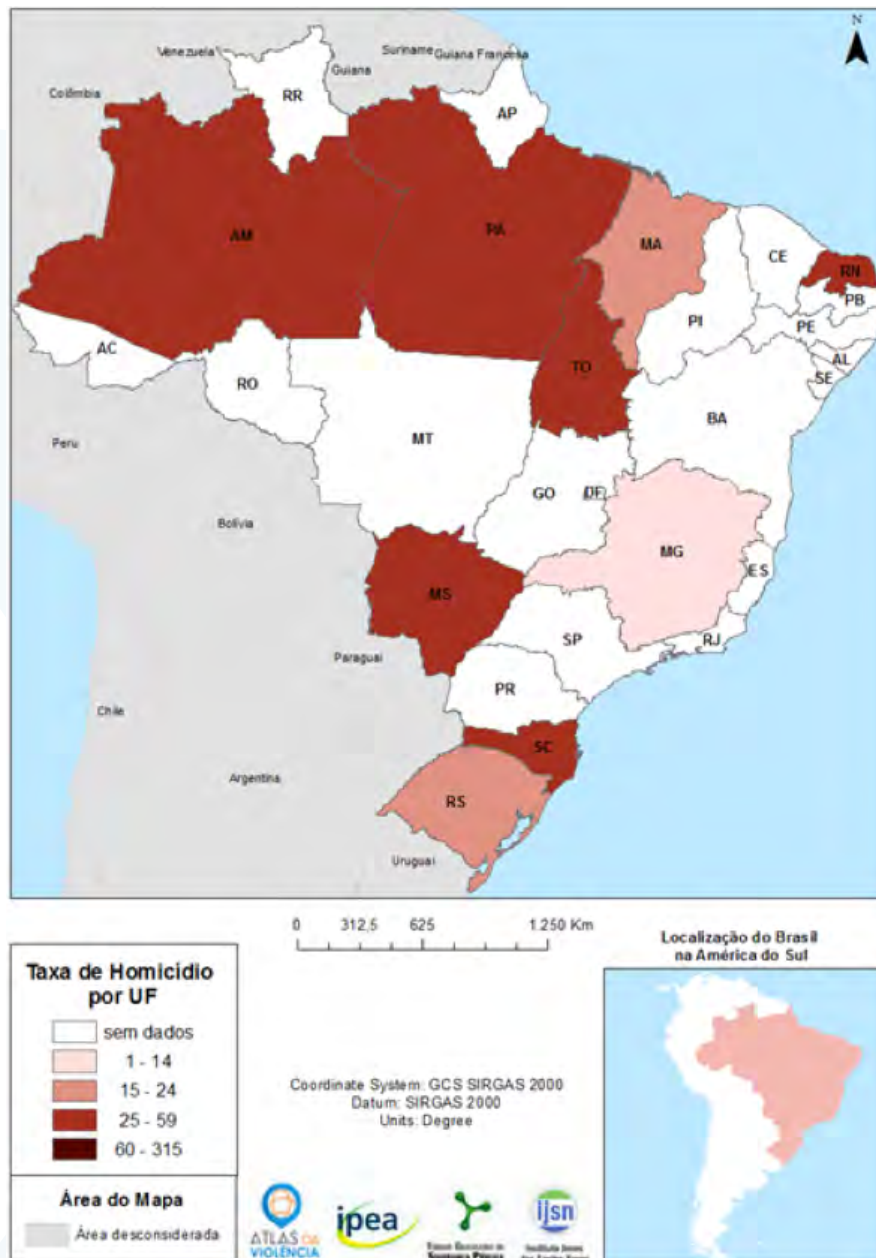 N
Venezuela
Suriname
Guiana Francesa
Guiana
Colômbia
RR
AP
AM
PA
MA
CE
RN
PB
PI
PE
AC
AL
TO
SE
RO
BA
MT
Peru
GO
DF
Bolívia
MG
ES
MS
SP
RJ
Paraguai
PR
Chile
SC
Argentina
RS
Uruguai
0 312,5 625 1.250 Km
Localização do Brasil
na América do Sul
Taxa de Homicídio
por UF
sem dados
1 - 14
15 - 24
25 - 59
60 - 315
Coordinate System: GCS SIRGAS 2000
Datum: SIRGAS 2000
Units: Degree
Área do Mapa
Área desconsiderada
ATLAS DA
VIOLÊNCIA
ipea
Segurança Pública
ijsn
Instituto Jones